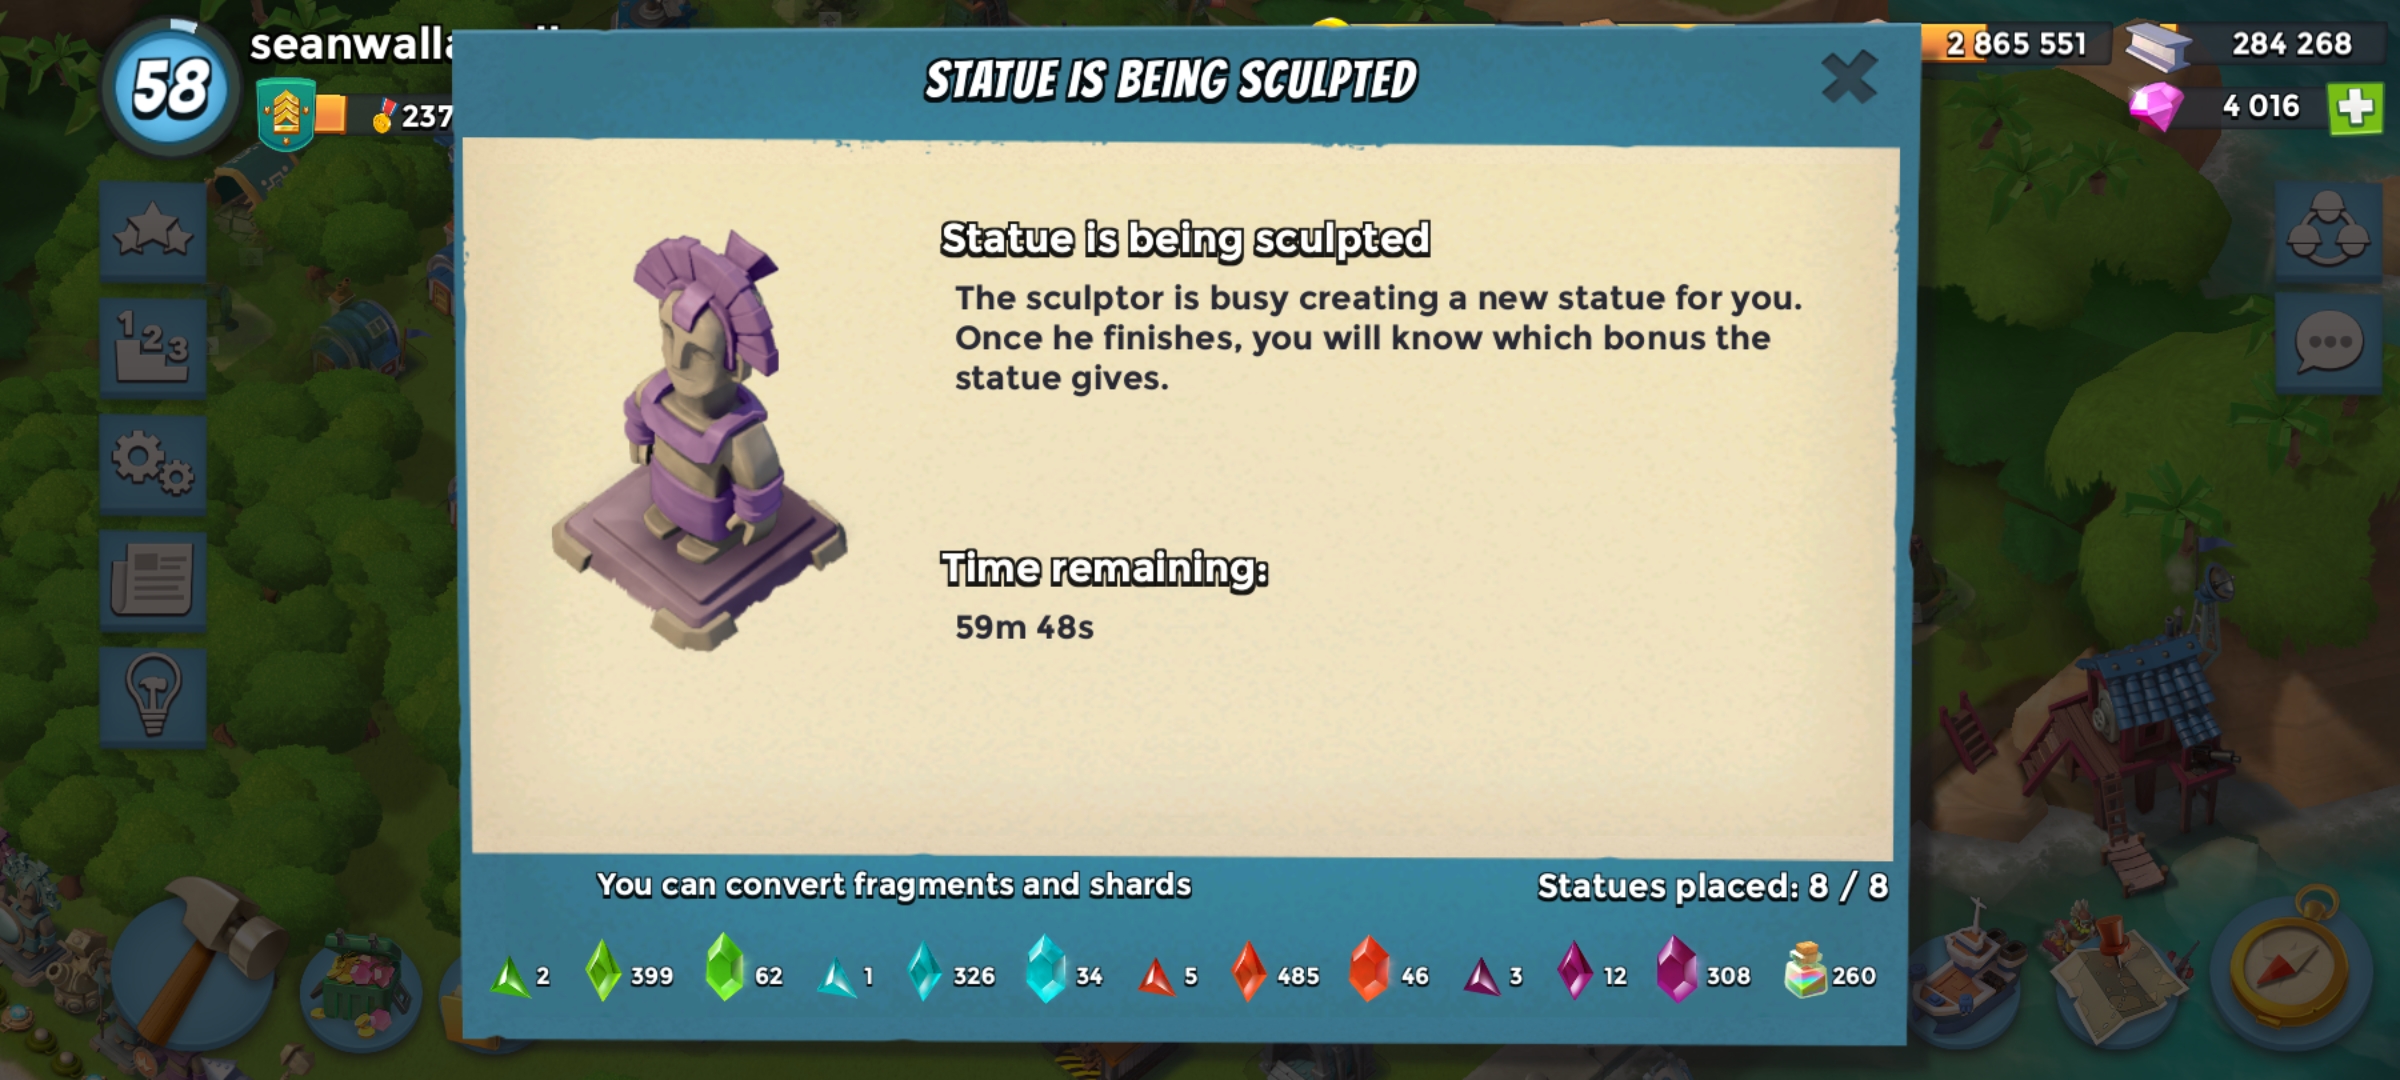 58
237
2 865 551
284 268
4 016
STATUE IS BEING SCULPTED
1 2 3
Statue is being sculpted
The sculptor is busy creating a new statue for you.
Once he finishes, you will know which bonus the
statue gives.
Time remaining:
59m 48s
You can convert fragments and shards
Statues placed: 8 / 8
2 399 62 1 326 34 5 485 46 3 12 308 260